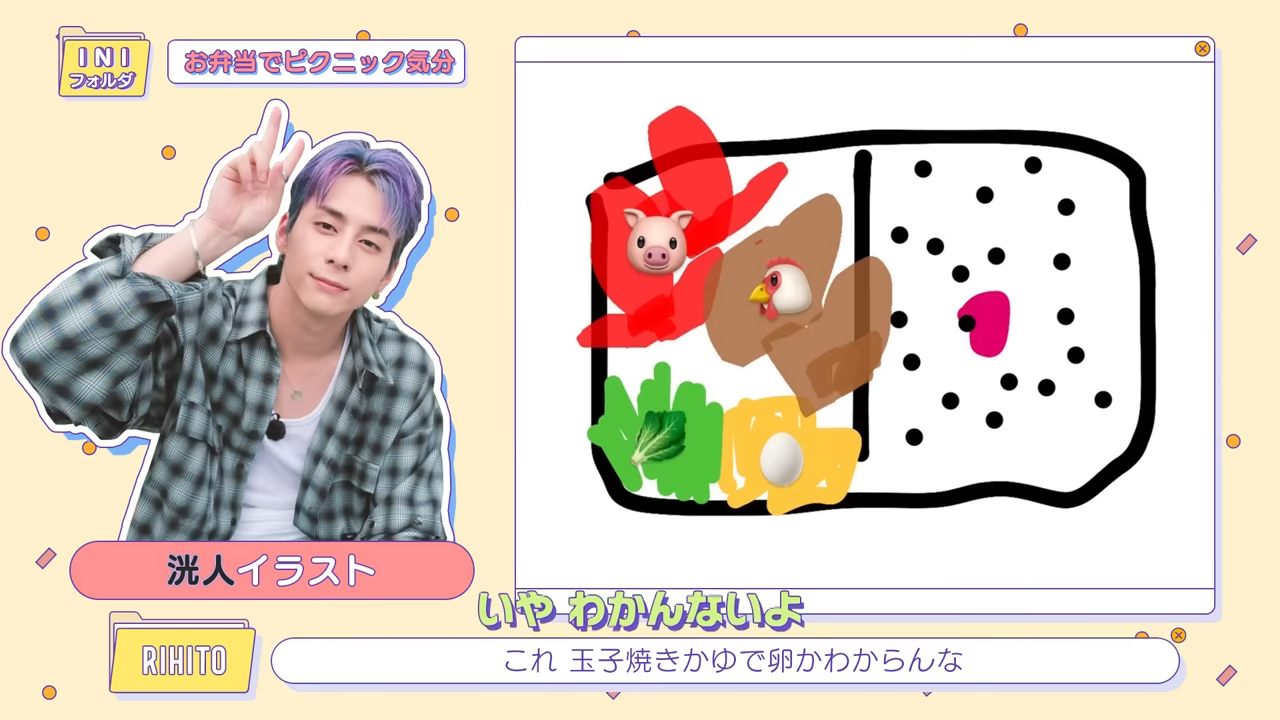 INI
フォルダ
お弁当でピクニック気分
洸人イラスト
いや わかんないよ
RIHITO
これ 玉子焼きかゆで卵かわからんな